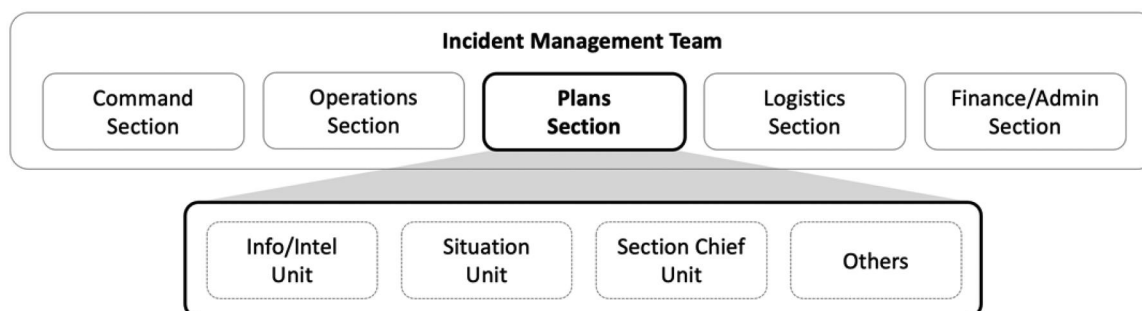 Incident Management Team
Command
Section
Operations
Section
Plans
Section
Logistics
Section
Finance/Admin
Section
Info/Intel
Unit
Situation
Unit
Section Chief
Unit
Others